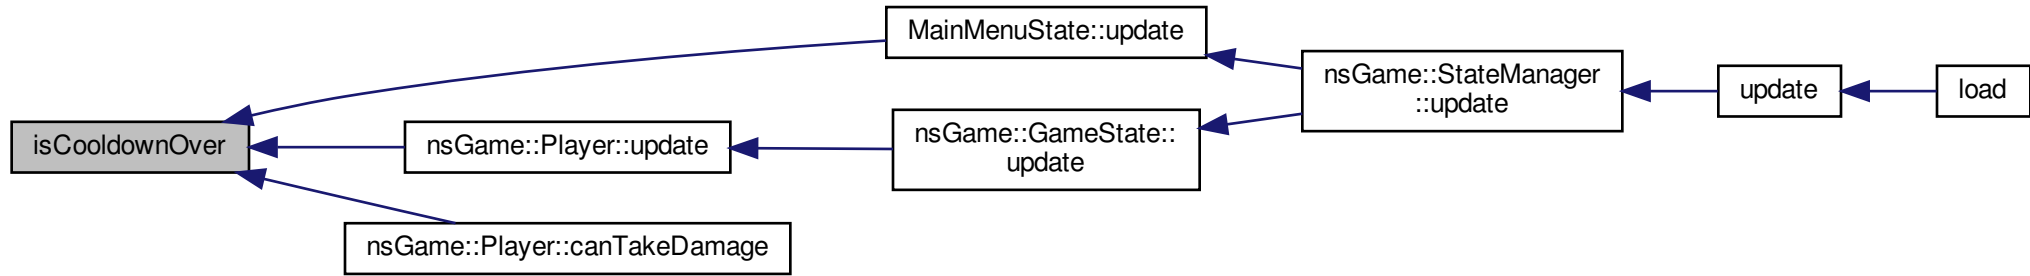 MainMenuState::update
nsGame::StateManager
::update
update
load
nsGame::GameState::
update
isCooldownOver
nsGame::Player::update
nsGame::Player::canTakeDamage